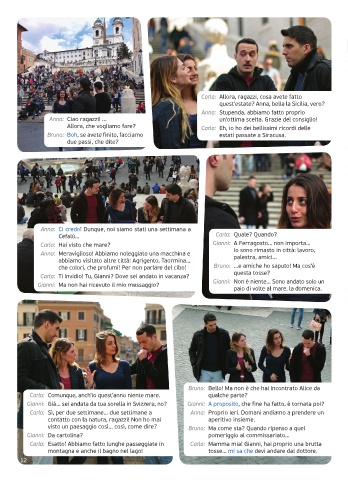 Anna: Ciao ragazzi! ...
Allora, che vogliamo fare?
Bruno: Boh, se avete finito, facciamo
due passi, che dite?
Carla: Allora, ragazzi, cosa avete fatto
quest'estate? Anna, bella la Sicilia, vero?
Anna: Stupenda, abbiamo fatto proprio
un'ottima scelta. Grazie del consiglio!
Carla: Eh, io ho dei bellissimi ricordi delle
estati passate a Siracusa.
Anna: Ci credo! Dunque, noi siamo stati una settimana a
Cefalù...
Carla: Hai visto che mare?
Anna: Meraviglioso! Abbiamo noleggiato una macchina e
abbiamo visitato altre città: Agrigento, Taormina...
che colori, che profumi! Per non parlare del cibo!
Carla: Ti invidio! Tu, Gianni? Dove sei andato in vacanza?
Gianni: Ma non hai ricevuto il mio messaggio?
Carla: Quale? Quando?
Gianni: A Ferragosto... non importa...
io sono rimasto in città: lavoro,
palestra, amici...
Bruno: ...e amiche ho saputo! Ma cos'è
questa tosse?
Gianni: Non è niente... Sono andato solo un
paio di volte al mare, la domenica.
Carla: Comunque, anch'io quest'anno niente mare.
Gianni: Già... sei andata da tua sorella in Svizzera, no?
Carla: Sì, per due settimane... due settimane a
contatto con la natura, ragazzi! Non ho mai
visto un paesaggio così... così, come dire?
Gianni: Da cartolina?
Carla: Esatto! Abbiamo fatto lunghe passeggiate in
montagna e anche il bagno nel lago!
Bruno: Bello! Ma non è che hai incontrato Alice da
qualche parte?
Gianni: A proposito, che fine ha fatto, è tornata poi?
Anna: Proprio ieri. Domani andiamo a prendere un
aperitivo insieme.
Bruno: Ma come sta? Quando ripenso a quel
pomeriggio al commissariato...
Carla: Mamma mia! Gianni, hai proprio una brutta
tosse... mi sa che devi andare dal dottore.
12